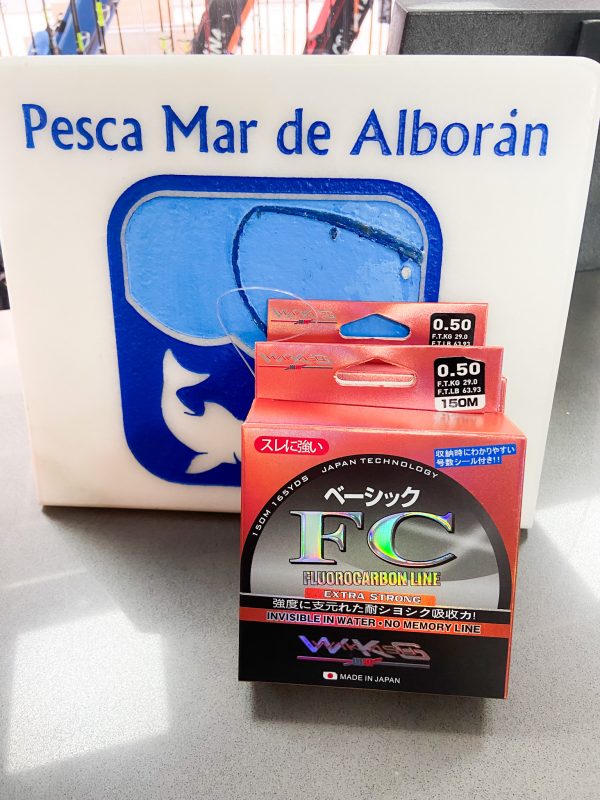 Pesca Mar de Alborán
0.50
F.T.KG 29.0
F.T.LB 63.93
0.50
F.T.KG 29.0
F.T.LB 63.93
150M
スレに強い
収納時にわかりやすい
号数シール付き!!
150M 165YDS JAPAN TECHNOLOGY
ベーシック
FC
FLUOROCARBON LINE
EXTRA STRONG
強度に支元れた耐ショシク吸收力!
INVISIBLE IN WATER • NO MEMORY LINE
MADE IN JAPAN